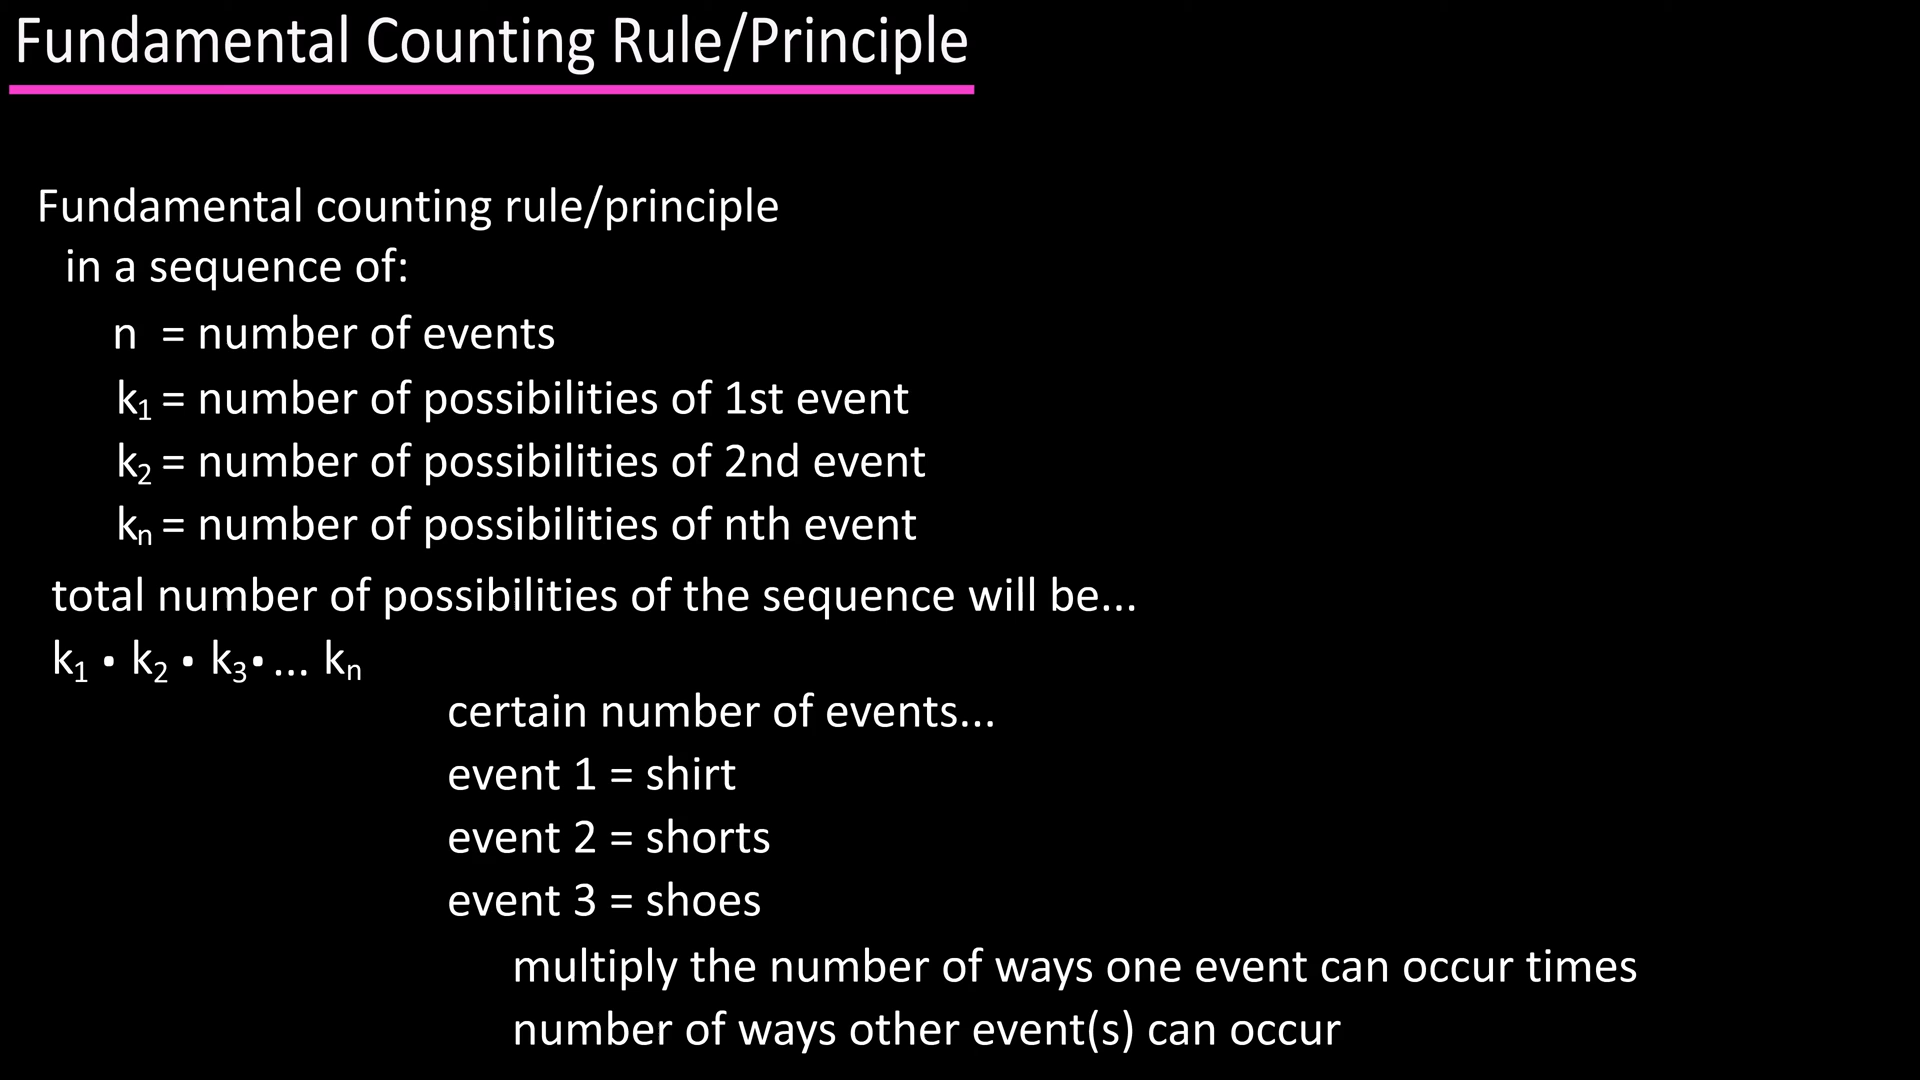 Fundamental Counting Rule/Principle
Fundamental counting rule/principle
in a sequence of:
n = number of events
k₁ = number of possibilities of 1st event
k₂ = number of possibilities of 2nd event
kₙ = number of possibilities of nth event
total number of possibilities of the sequence will be...
k₁ • k₂ • k₃• ... kₙ
certain number of events...
event 1 = shirt
event 2 = shorts
event 3 = shoes
multiply the number of ways one event can occur times
number of ways other event(s) can occur